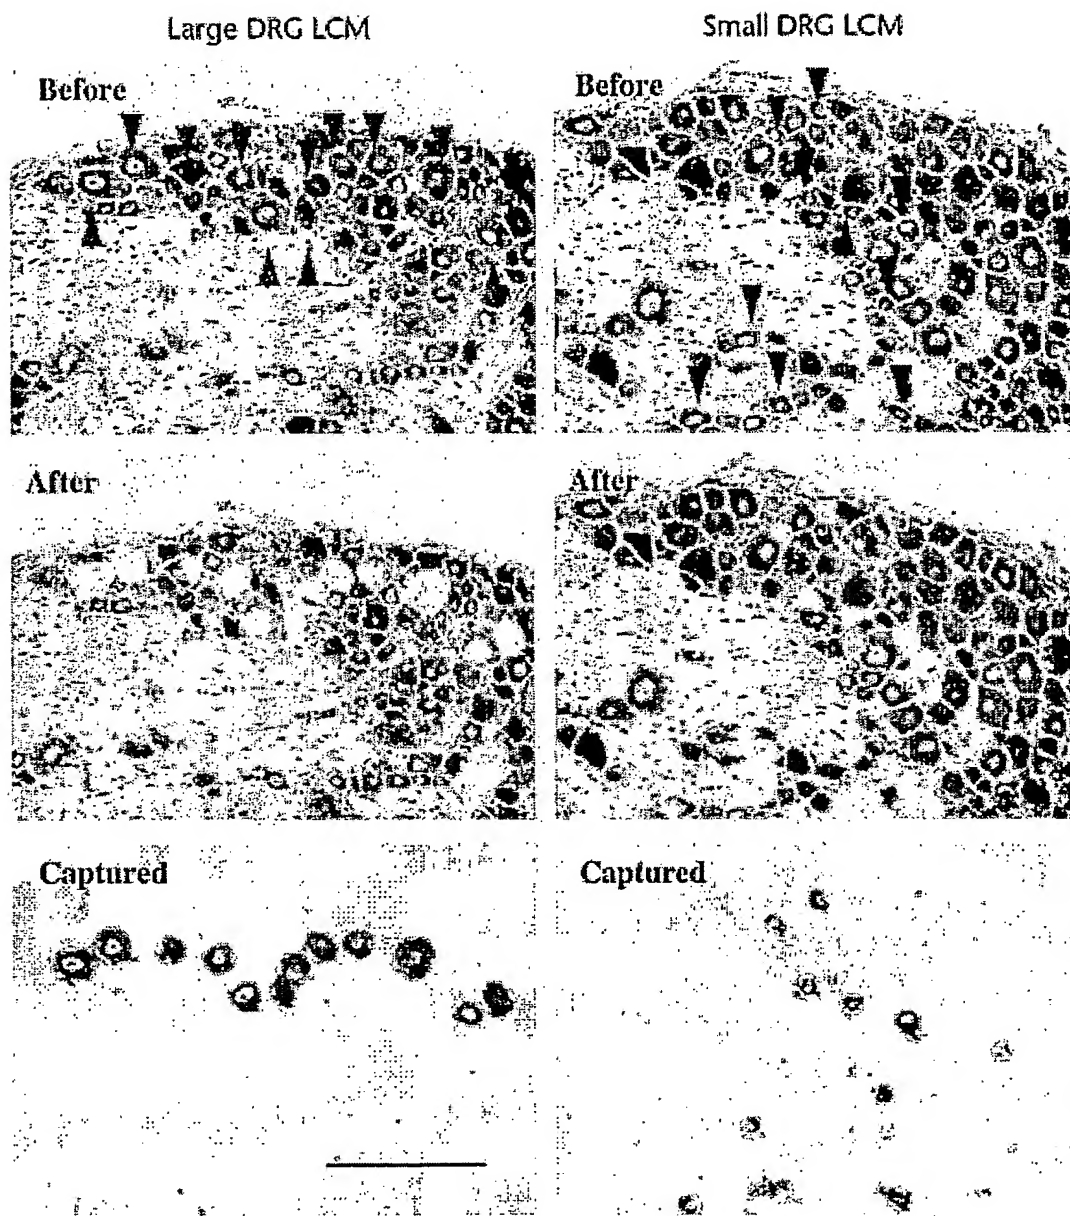 Large DRG LCM
Small DRG LCM
Before
Before
After
After
Captured
Captured